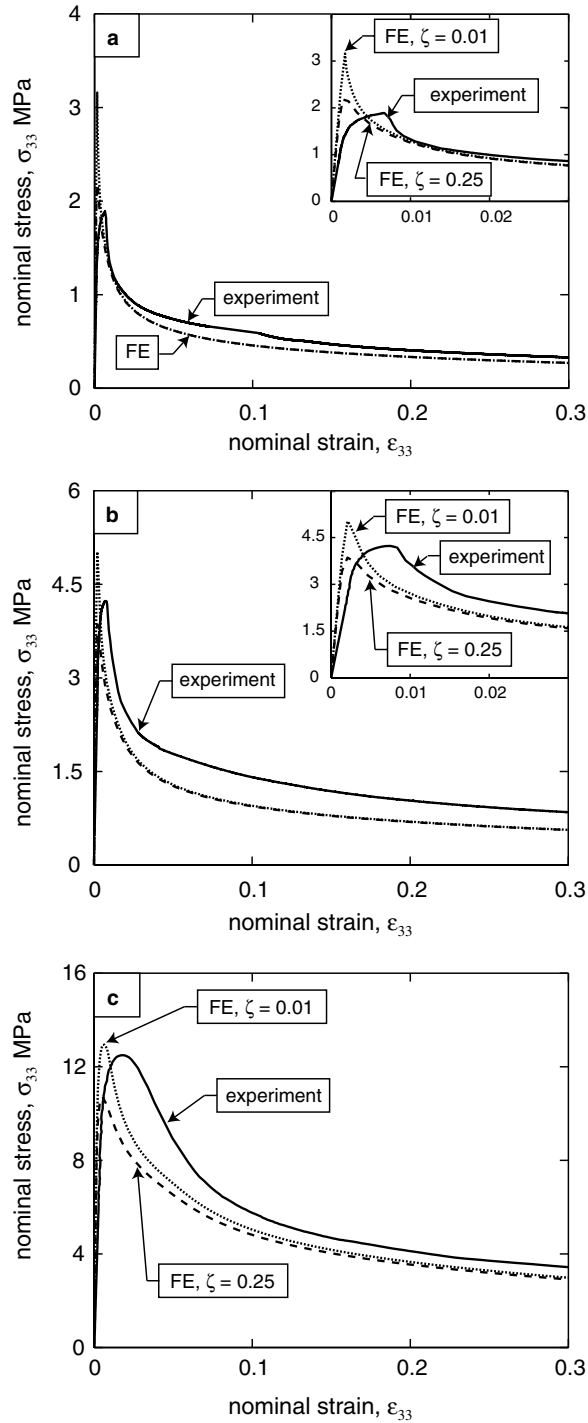 a
nominal stress, σ33 MPa
4
3
2
1
0
0
0.1
0.2
0.3
nominal strain, ε33
experiment
FE
3
2
1
0
0
0.01
0.02
FE, ζ = 0.01
experiment
FE, ζ = 0.25
b
nominal stress, σ33 MPa
6
4.5
3
1.5
0
0
0.1
0.2
0.3
nominal strain, ε33
experiment
4.5
3
1.5
0
0
0.01
0.02
FE, ζ = 0.01
experiment
FE, ζ = 0.25
c
nominal stress, σ33 MPa
16
12
8
4
0
0
0.1
0.2
0.3
nominal strain, ε33
FE, ζ = 0.01
experiment
FE, ζ = 0.25